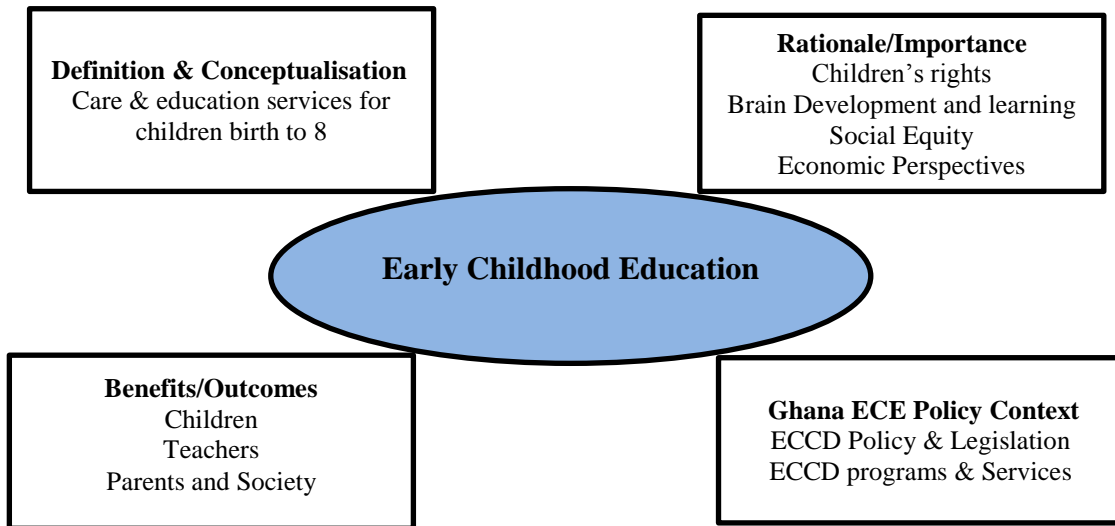 Definition & Conceptualisation
Care & education services for
children birth to 8
Rationale/Importance
Children’s rights
Brain Development and learning
Social Equity
Economic Perspectives
Early Childhood Education
Benefits/Outcomes
Children
Teachers
Parents and Society
Ghana ECE Policy Context
ECCD Policy & Legislation
ECCD programs & Services